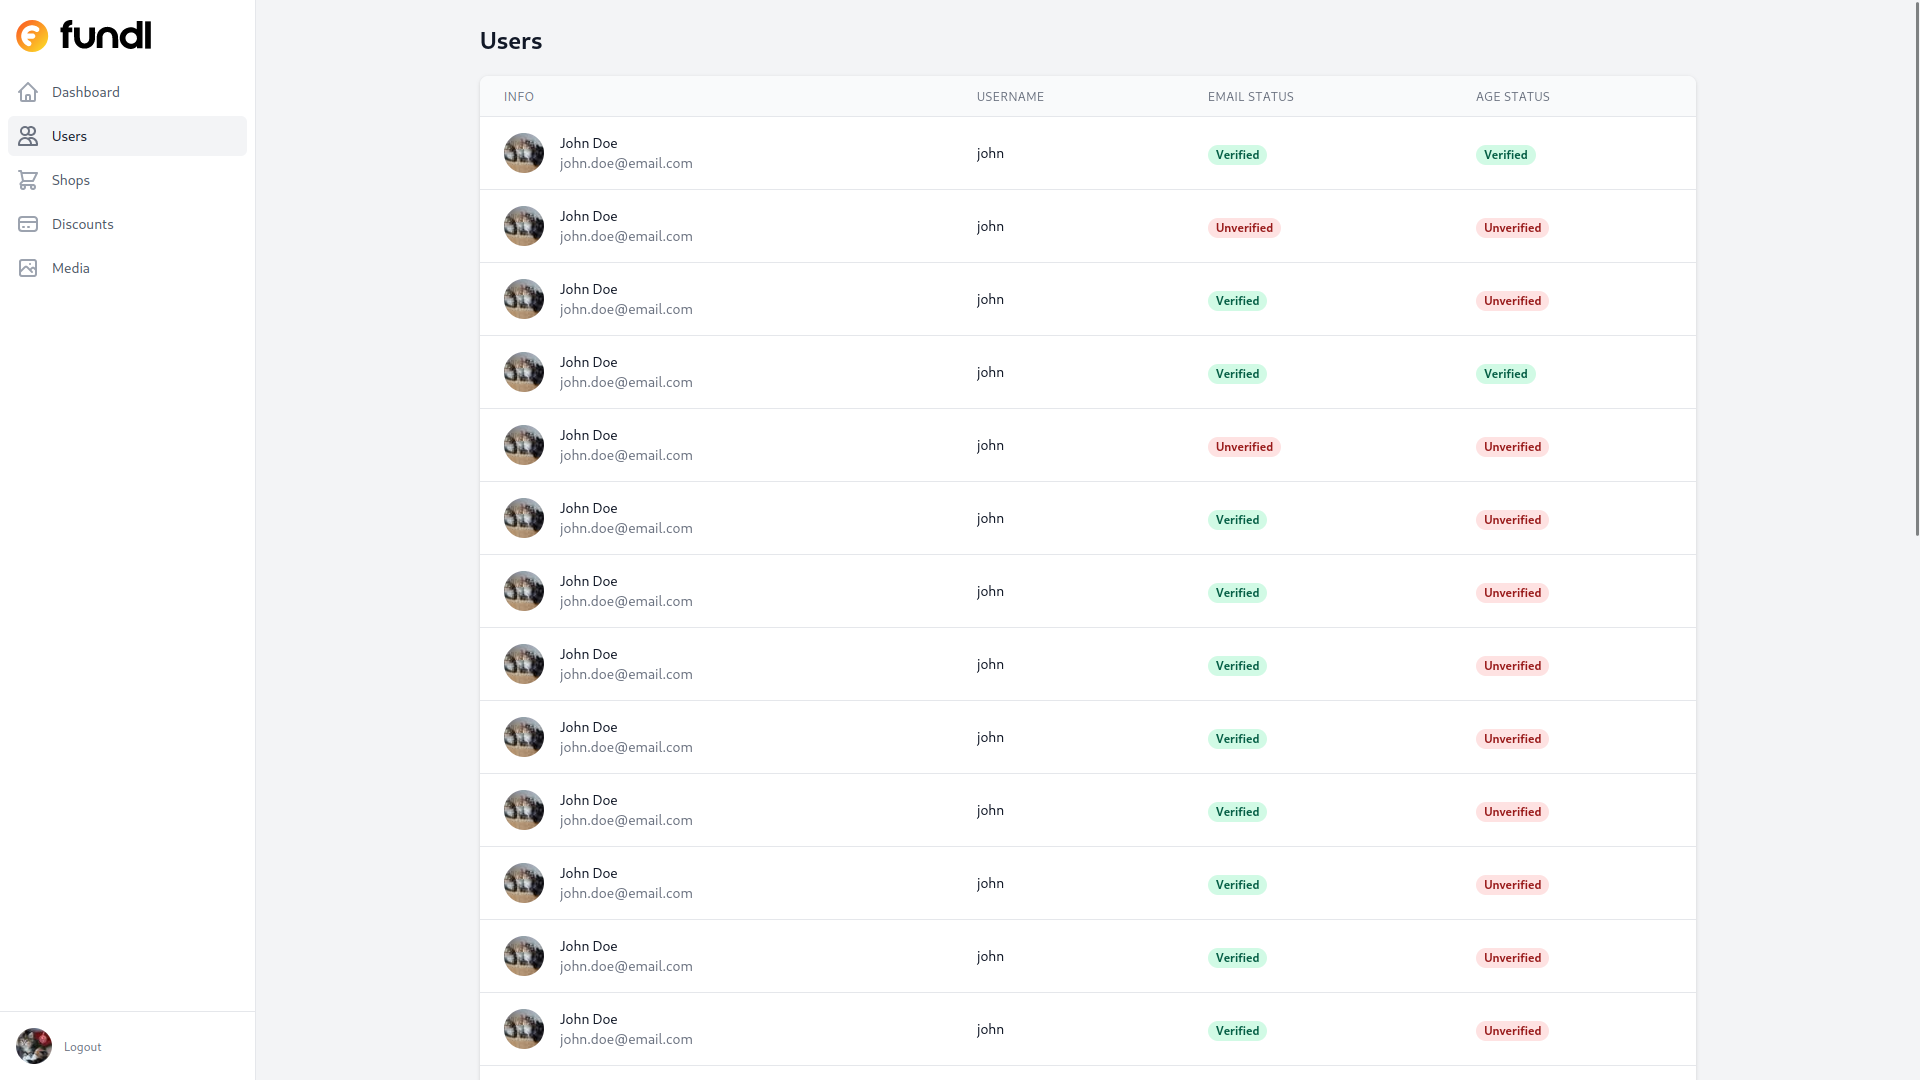 fundl
Dashboard
Users
Shops
Discounts
Media
Logout
Users
INFO USERNAME EMAIL STATUS AGE STATUS
John Doe
john.doe@email.com
john Verified Verified
John Doe
john.doe@email.com
john Unverified Unverified
John Doe
john.doe@email.com
john Verified Unverified
John Doe
john.doe@email.com
john Verified Verified
John Doe
john.doe@email.com
john Unverified Unverified
John Doe
john.doe@email.com
john Verified Unverified
John Doe
john.doe@email.com
john Verified Unverified
John Doe
john.doe@email.com
john Verified Unverified
John Doe
john.doe@email.com
john Verified Unverified
John Doe
john.doe@email.com
john Verified Unverified
John Doe
john.doe@email.com
john Verified Unverified
John Doe
john.doe@email.com
john Verified Unverified
John Doe
john.doe@email.com
john Verified Unverified